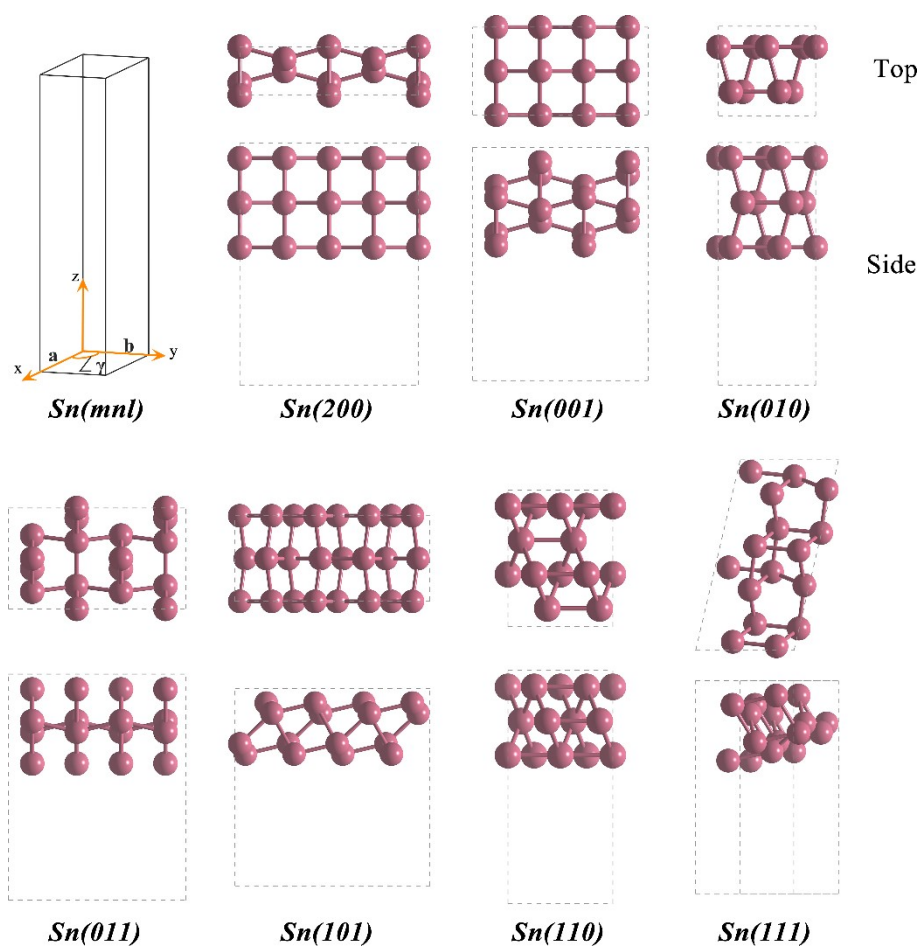 Top
Side
z
a
b
x
γ
y
Sn(mnl)
Sn(200)
Sn(001)
Sn(010)
Sn(011)
Sn(101)
Sn(110)
Sn(111)